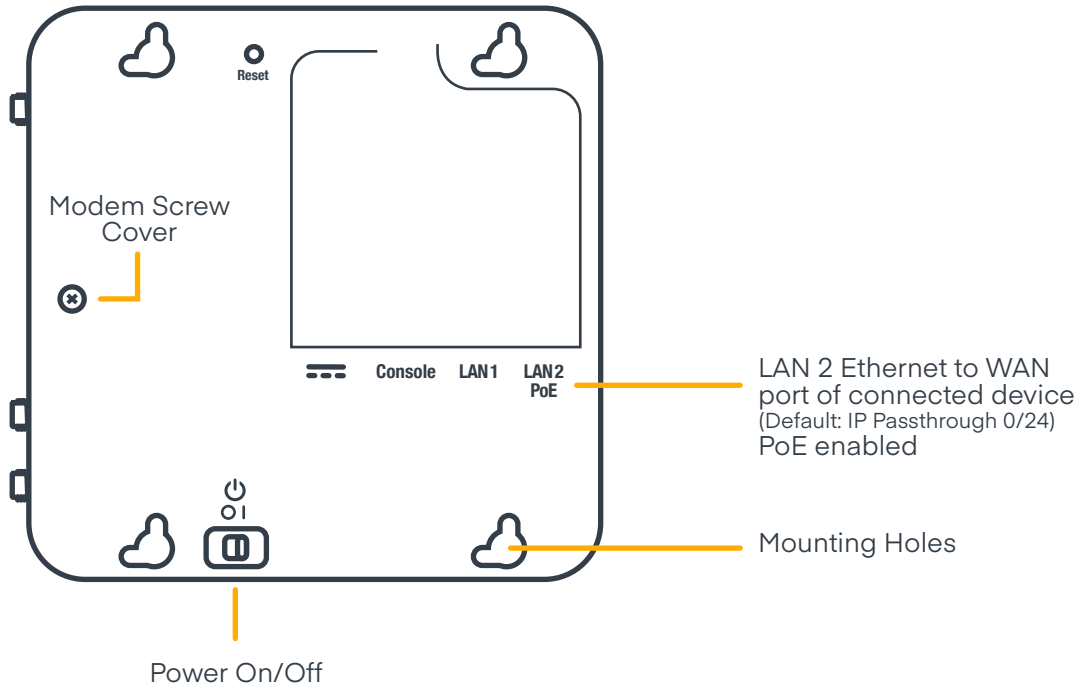 Reset
Modem Screw
Cover
Console
LAN 1
LAN 2
PoE
LAN 2 Ethernet to WAN
port of connected device
(Default: IP Passthrough 0/24)
PoE enabled
Mounting Holes
Power On/Off